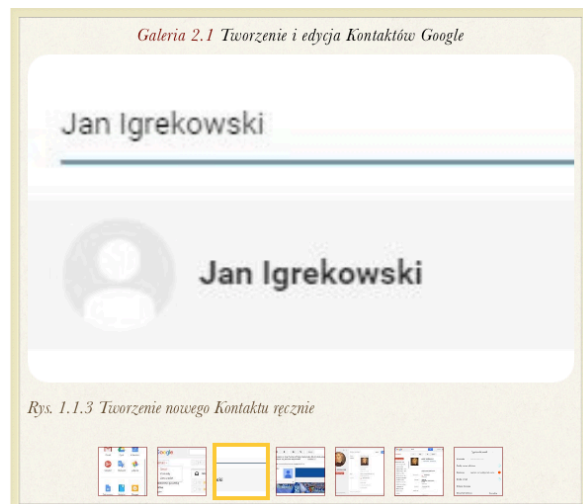 Galeria 2.1 Tworzenie i edycja Kontaktów Google
Jan Igrekowski
Jan Igrekowski
Rys. 1.1.3 Tworzenie nowego Kontaktu ręcznie